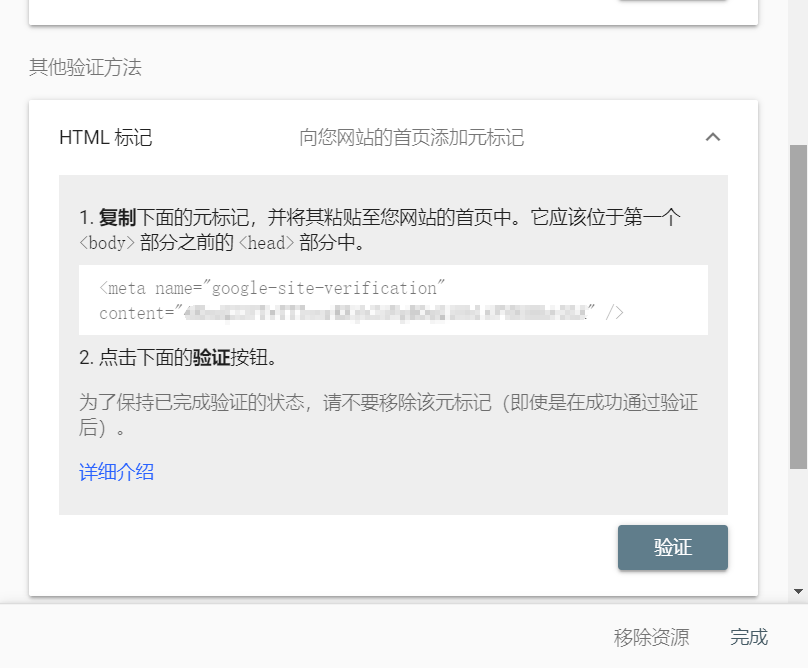 其他验证方法
HTML 标记
向您网站的首页添加元标记
1. 复制下面的元标记，并将其粘贴至您网站的首页中。它应该位于第一个
<body> 部分之前的 <head> 部分中。
<meta name="google-site-verification"
content=" " />
2. 点击下面的验证按钮。
为了保持已完成验证的状态，请不要移除该元标记（即使是在成功通过验证
后）。
详细介绍
验证
移除资源
完成